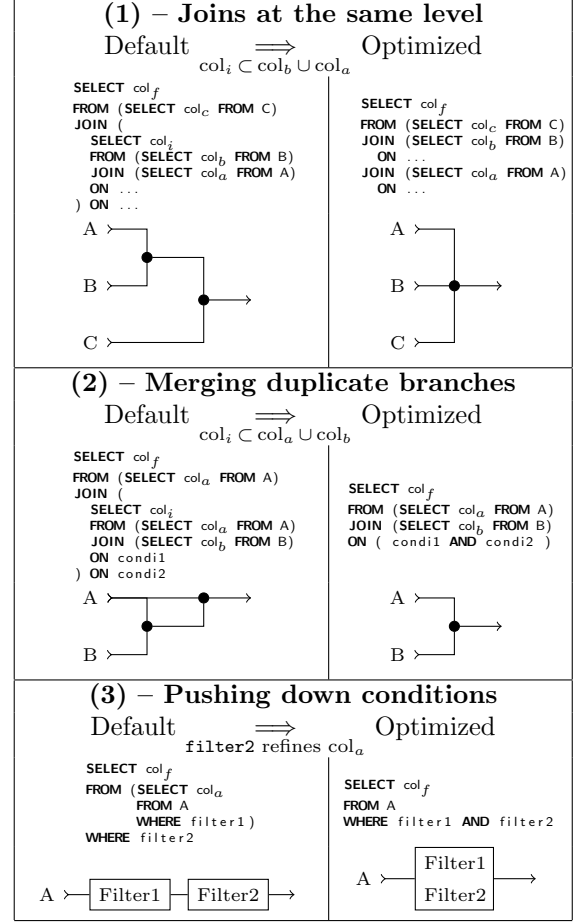 (1) – Joins at the same level
Default ⟹ Optimized
col_i ⊂ col_b ∪ col_a
SELECT col_f
FROM (SELECT col_c FROM C)
JOIN (
SELECT col_i
FROM (SELECT col_b FROM B)
JOIN (SELECT col_a FROM A)
ON ...
) ON ...
A
B
C
SELECT col_f
FROM (SELECT col_c FROM C)
JOIN (SELECT col_b FROM B)
ON ...
JOIN (SELECT col_a FROM A)
ON ...
A
B
C
(2) – Merging duplicate branches
Default ⟹ Optimized
col_i ⊂ col_a ∪ col_b
SELECT col_f
FROM (SELECT col_a FROM A)
JOIN (
SELECT col_i
FROM (SELECT col_a FROM A)
JOIN (SELECT col_b FROM B)
ON condi1
) ON condi2
A
B
SELECT col_f
FROM (SELECT col_a FROM A)
JOIN (SELECT col_b FROM B)
ON ( condi1 AND condi2 )
A
B
(3) – Pushing down conditions
Default ⟹ Optimized
filter2 refines col_a
SELECT col_f
FROM (SELECT col_a
FROM A
WHERE filter1)
WHERE filter2
A Filter1 Filter2
SELECT col_f
FROM A
WHERE filter1 AND filter2
A
Filter1
Filter2